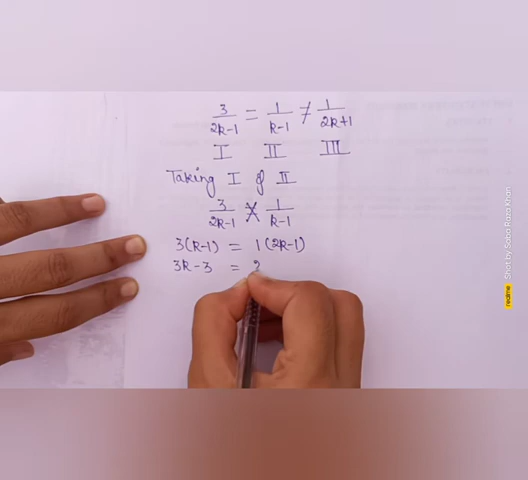 3/(2k-1) = 1/(k-1) ≠ 1/(2k+1)
I II III
Taking I & II
3/(2k-1) 1/(k-1)
3(k-1) = 1(2k-1)
3k-3 = 2
realme Shot by Saba Raza Khan